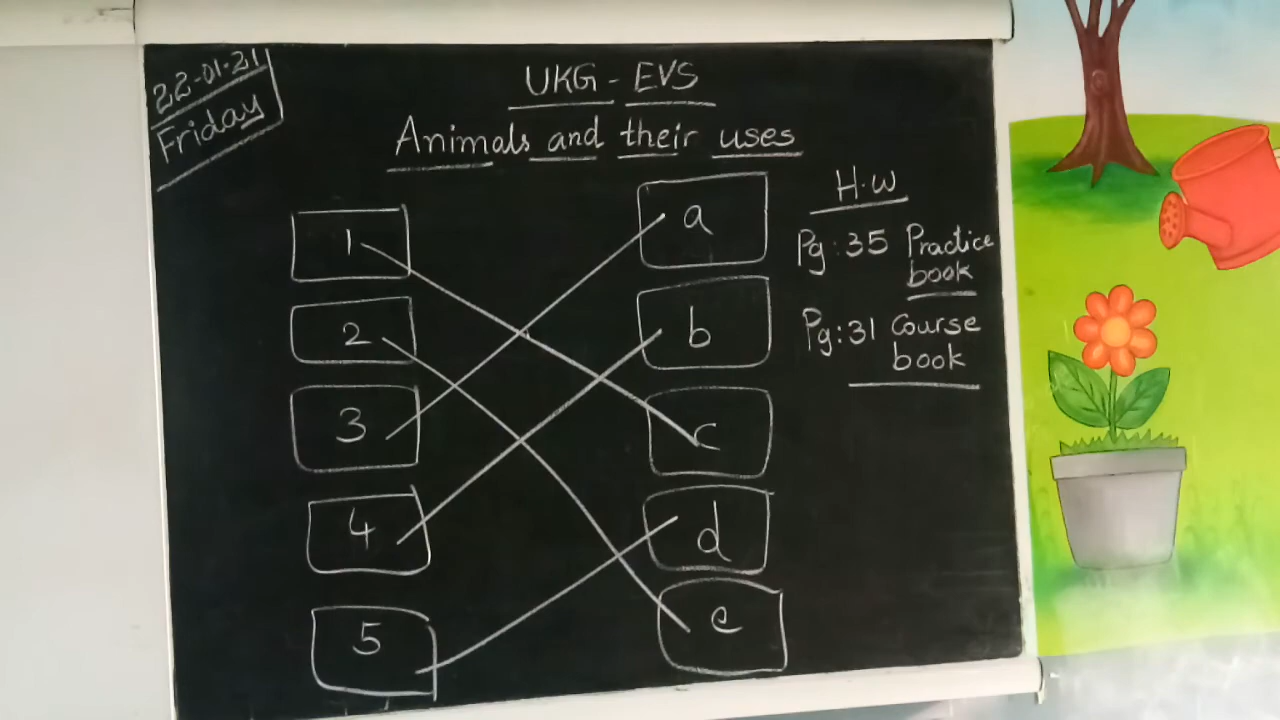 22-01-21
Friday
UKG - EVS
Animals and their uses
H.W
Pg: 35 Practice
book
Pg: 31 Course
book
1
a
2
b
3
c
4
d
5
e